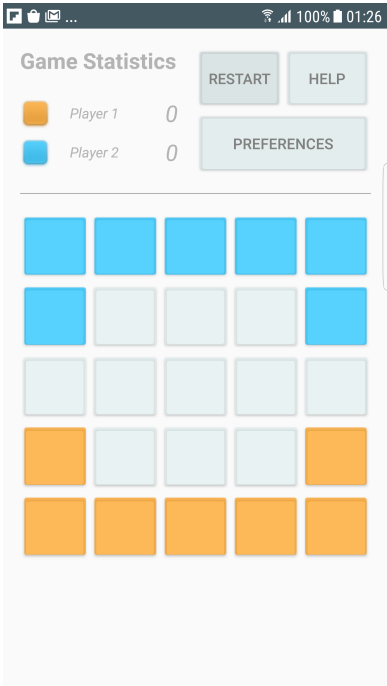 ... 100% 01:26
Game Statistics
RESTART HELP
Player 1 0
PREFERENCES
Player 2 0